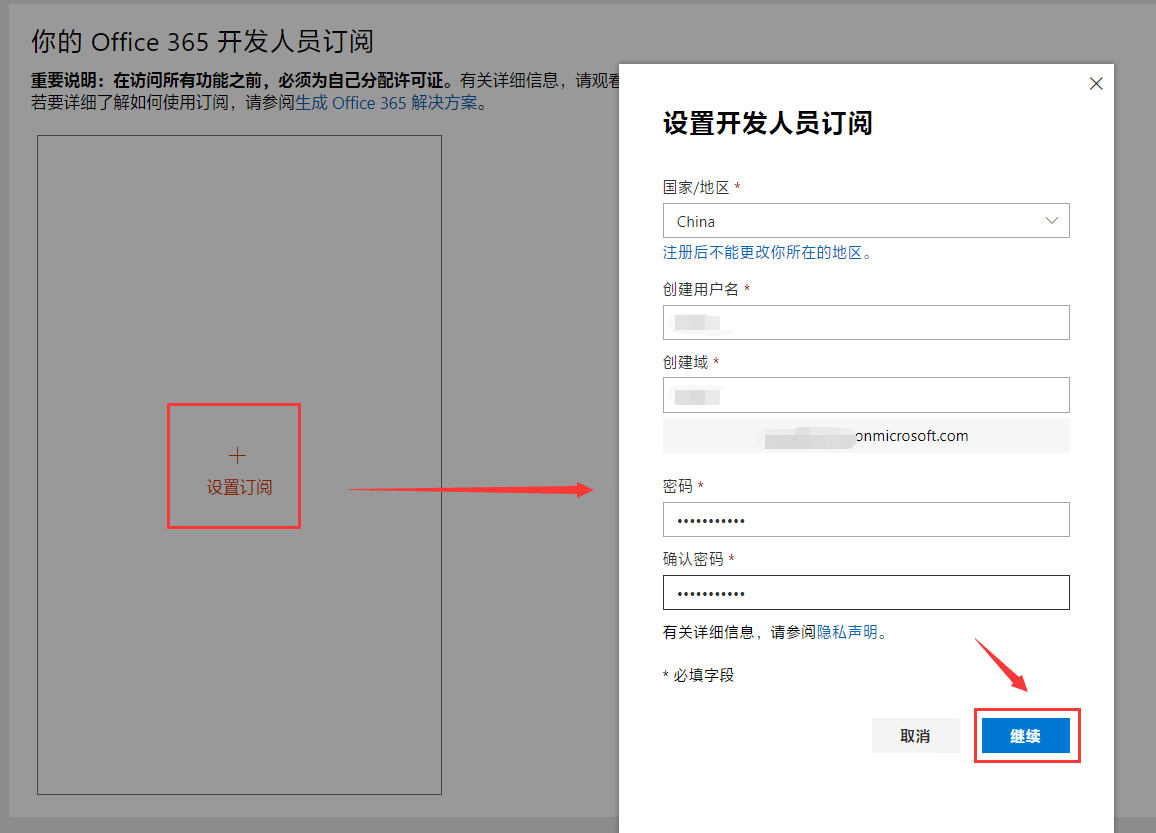 你的 Office 365 开发人员订阅
重要说明：在访问所有功能之前，必须为自己分配许可证。有关详细信息，请观看
若要详细了解如何使用订阅，请参阅生成 Office 365 解决方案。
设置订阅
设置开发人员订阅
国家/地区 *
China
注册后不能更改你所在的地区。
创建用户名 *
创建域 *
onmicrosoft.com
密码 *
•••••••••••
确认密码 *
•••••••••••
有关详细信息，请参阅隐私声明。
* 必填字段
取消
继续